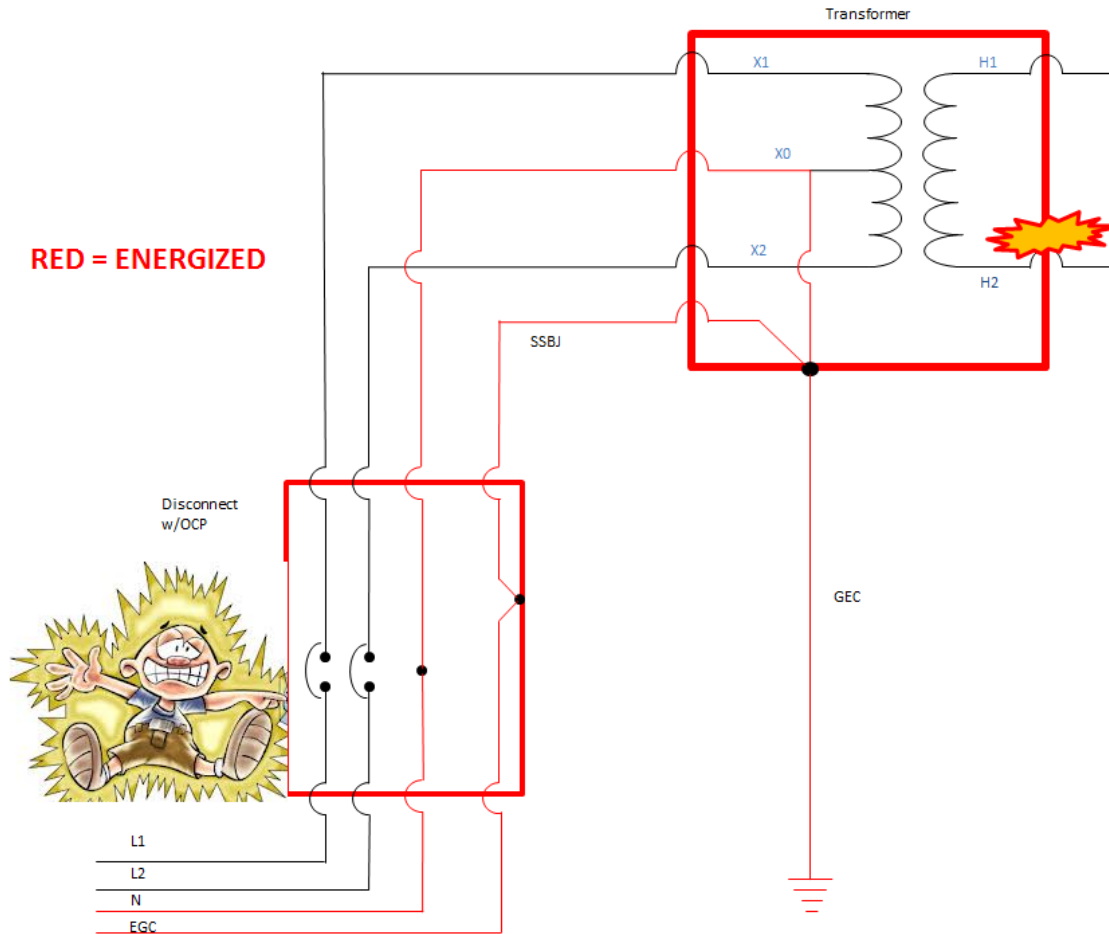 Transformer
X1
H1
X0
RED = ENERGIZED
X2
H2
SSBJ
Disconnect
w/OCP
GEC
L1
L2
N
EGC